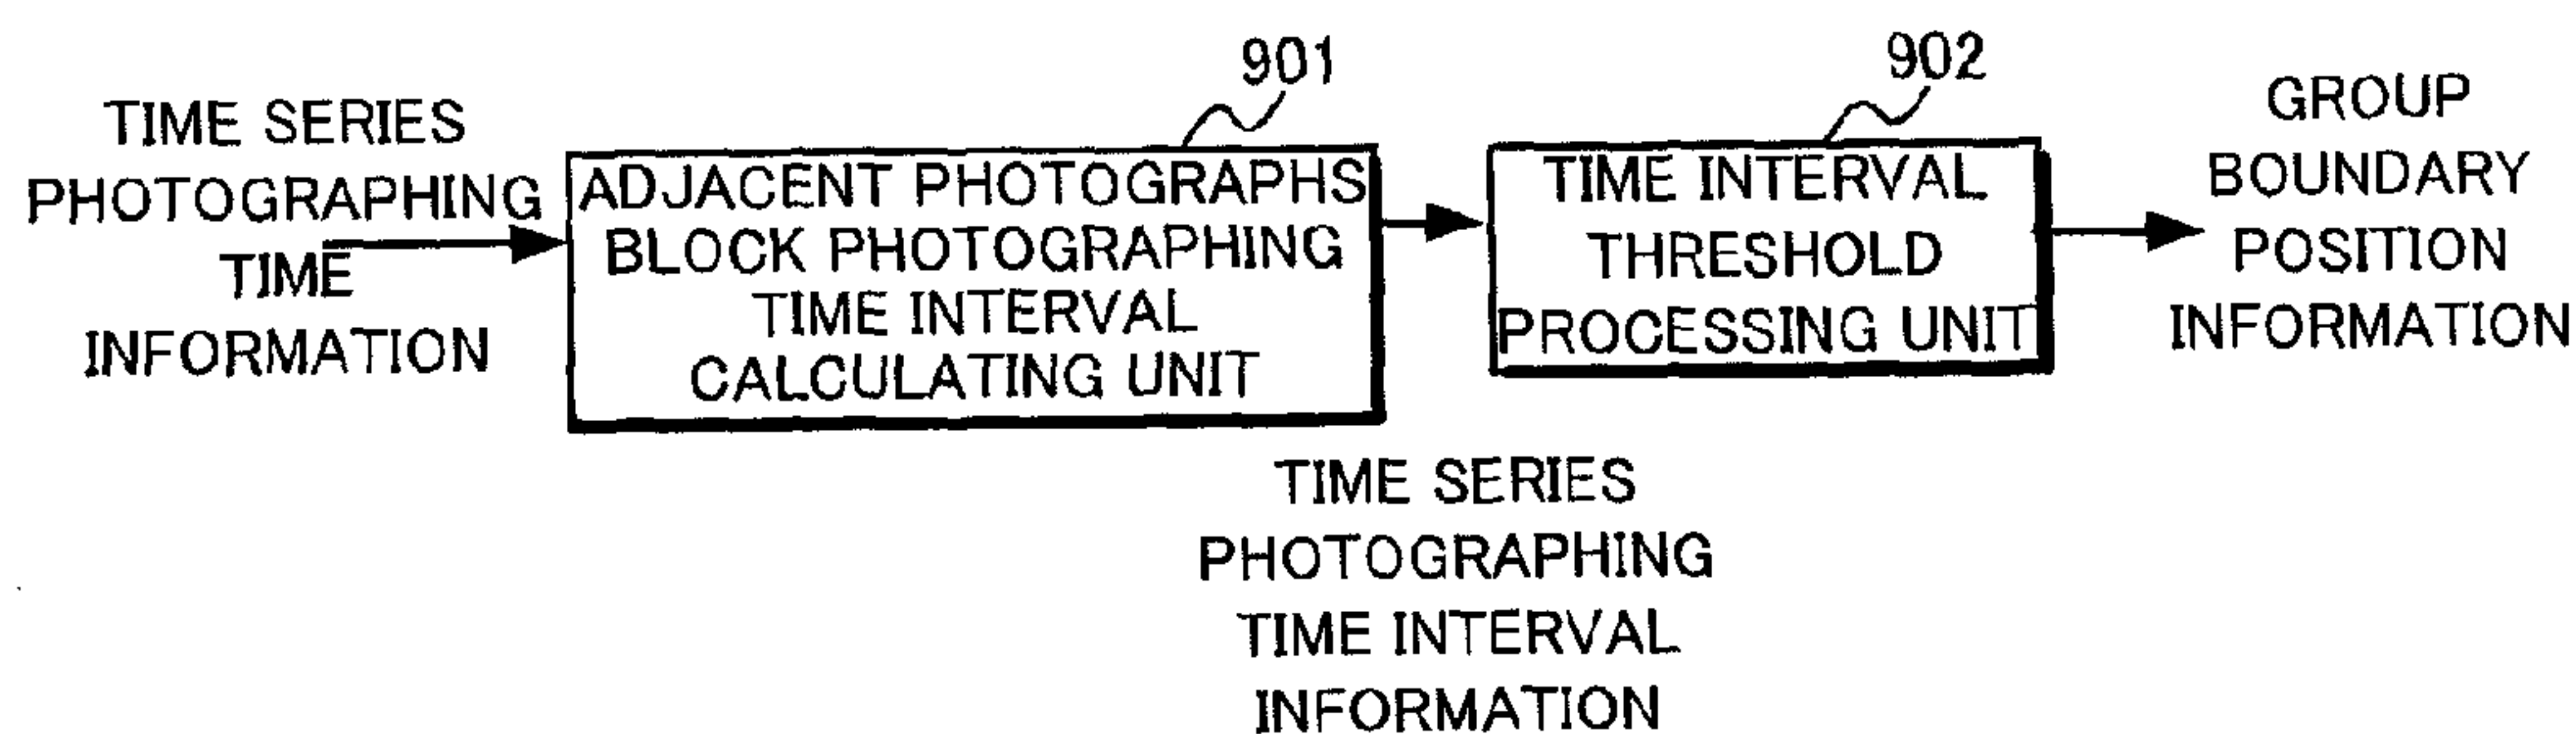 901
902
TIME SERIES
PHOTOGRAPHING
TIME
INFORMATION
ADJACENT PHOTOGRAPHS
BLOCK PHOTOGRAPHING
TIME INTERVAL
CALCULATING UNIT
TIME INTERVAL
THRESHOLD
PROCESSING UNIT
GROUP
BOUNDARY
POSITION
INFORMATION
TIME SERIES
PHOTOGRAPHING
TIME INTERVAL
INFORMATION